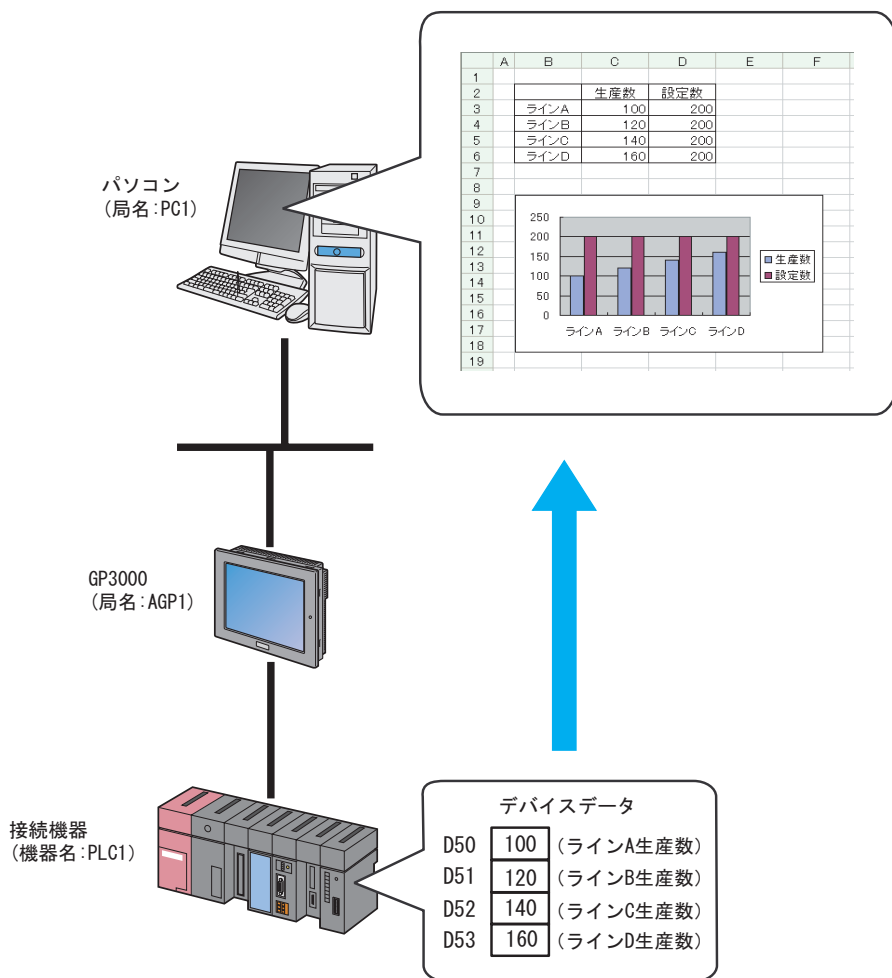 A B C D E F
1
2 生産数 設定数
3 ラインA 100 200
4 ラインB 120 200
5 ラインC 140 200
6 ラインD 160 200
7
8
9
10
11
12
13
14
15
16
17
18
19
250
200
150
100
50
0
ラインA ラインB ラインC ラインD
生産数
設定数
パソコン
(局名:PC1)
GP3000
(局名:AGP1)
接続機器
(機器名:PLC1)
デバイスデータ
D50 100 (ラインA生産数)
D51 120 (ラインB生産数)
D52 140 (ラインC生産数)
D53 160 (ラインD生産数)